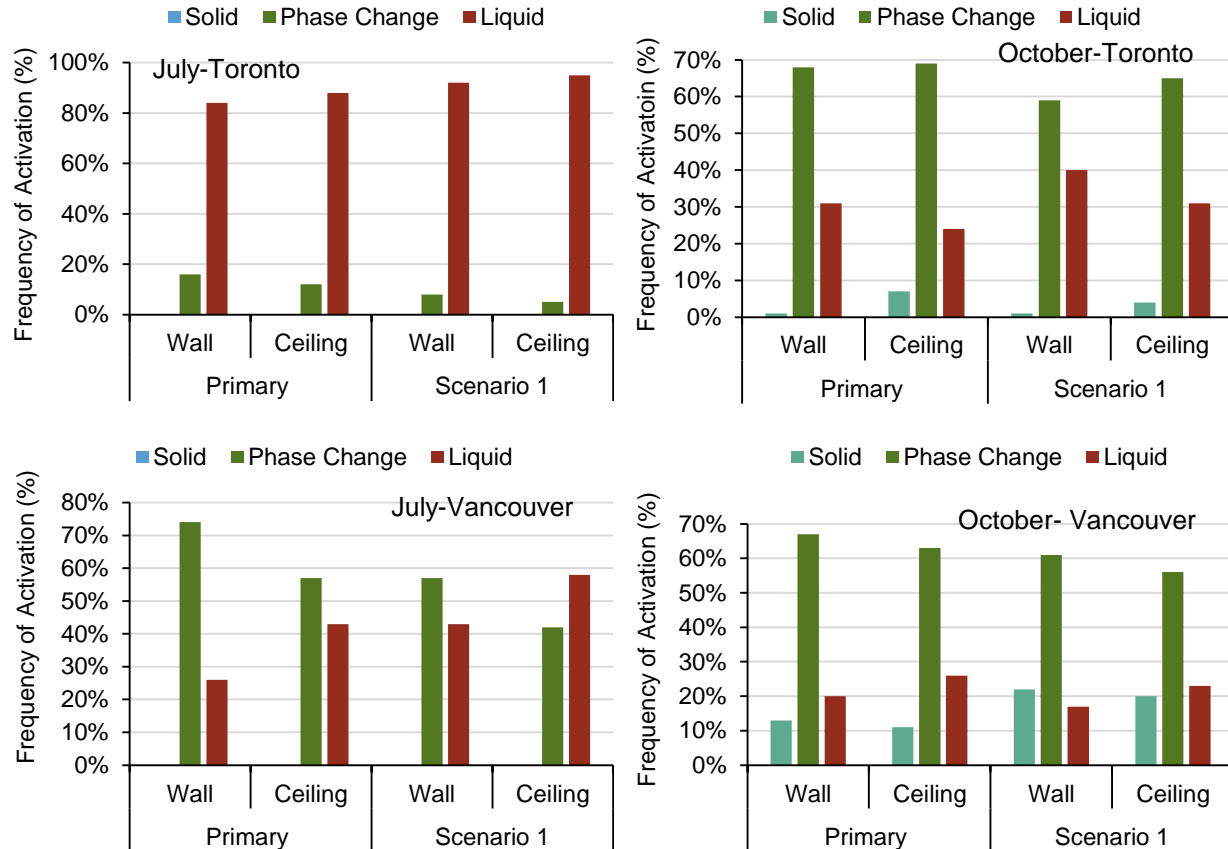 Solid Phase Change Liquid
July-Toronto
Frequency of Activation (%)
100%
80%
60%
40%
20%
0%
Wall Ceiling Wall Ceiling
Primary Scenario 1
Solid Phase Change Liquid
October-Toronto
Frequency of Activatoin (%)
70%
60%
50%
40%
30%
20%
10%
0%
Wall Ceiling Wall Ceiling
Primary Scenario 1
Solid Phase Change Liquid
July-Vancouver
Frequency of Activation (%)
80%
70%
60%
50%
40%
30%
20%
10%
0%
Wall Ceiling Wall Ceiling
Primary Scenario 1
Solid Phase Change Liquid
October- Vancouver
Frequency of Activation (%)
70%
60%
50%
40%
30%
20%
10%
0%
Wall Ceiling Wall Ceiling
Primary Scenario 1